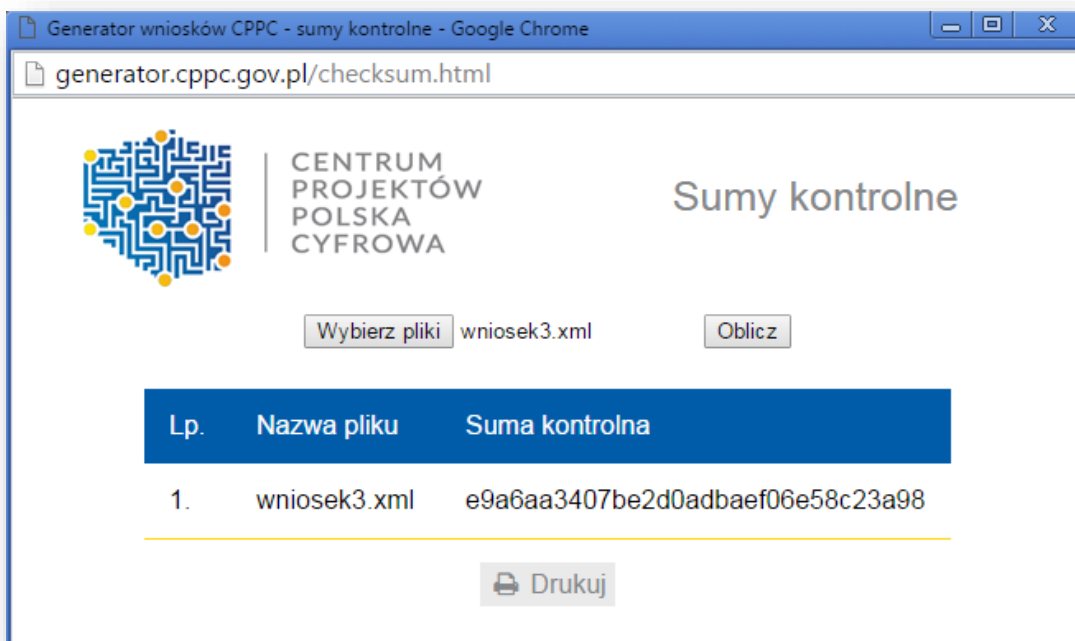 Generator wniosków CPPC - sumy kontrolne - Google Chrome
generator.cppc.gov.pl/checksum.html
CENTRUM
PROJEKTÓW
POLSKA
CYFROWA
Sumy kontrolne
Wybierz pliki wniosek3.xml Oblicz
Lp. Nazwa pliku Suma kontrolna
1. wniosek3.xml e9a6aa3407be2d0adbaef06e58c23a98
Drukuj